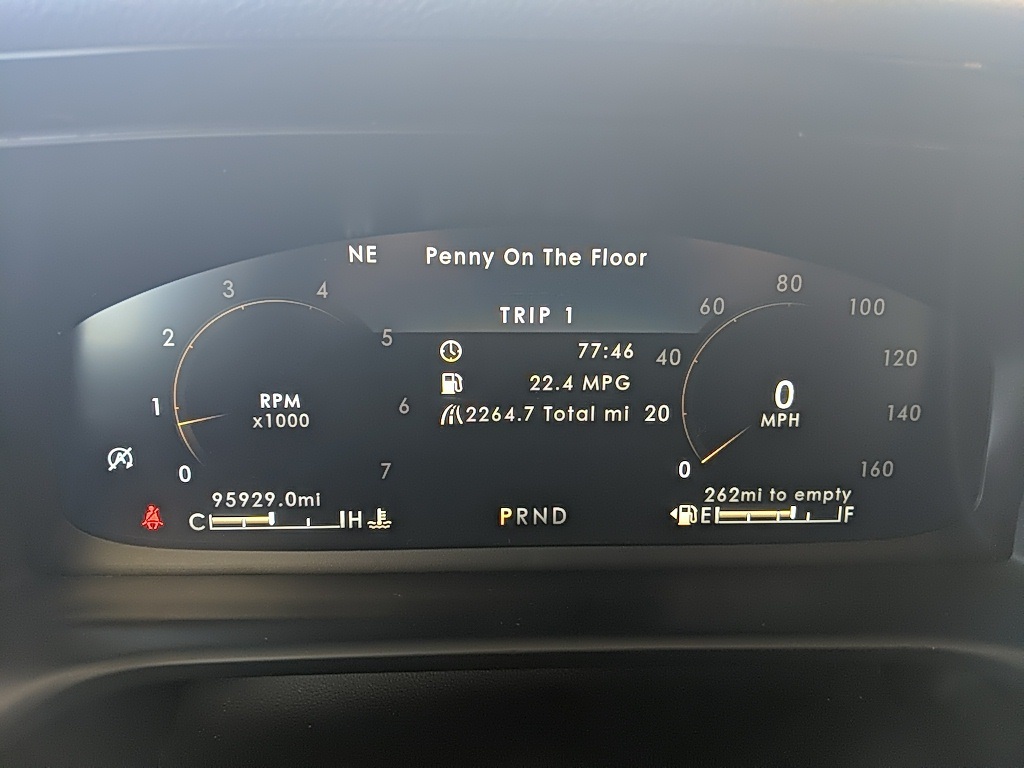 NE Penny On The Floor
TRIP 1
77:46
22.4 MPG
2264.7 Total mi
0
1
2
3
4
5
6
7
RPM
x1000
0
20
40
60
80
100
120
140
160
0
MPH
95929.0mi
C H
PRND
262mi to empty
E F
A